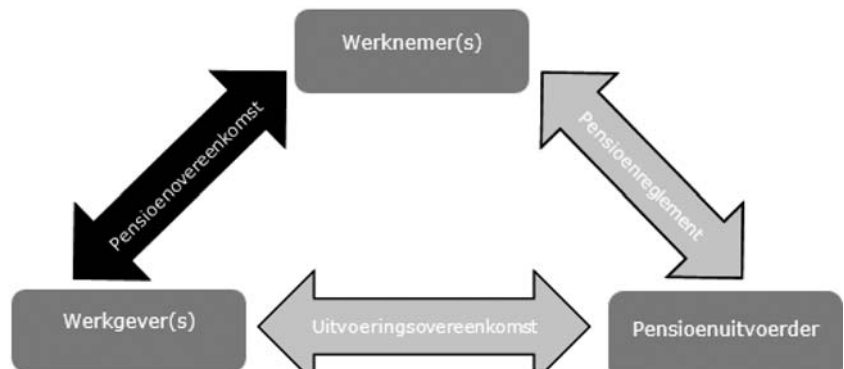 Werknemer(s)
Pensioenovereenkomst
Pensioenreglement
Werkgever(s)
Uitvoeringsovereenkomst
Pensioenuitvoerder